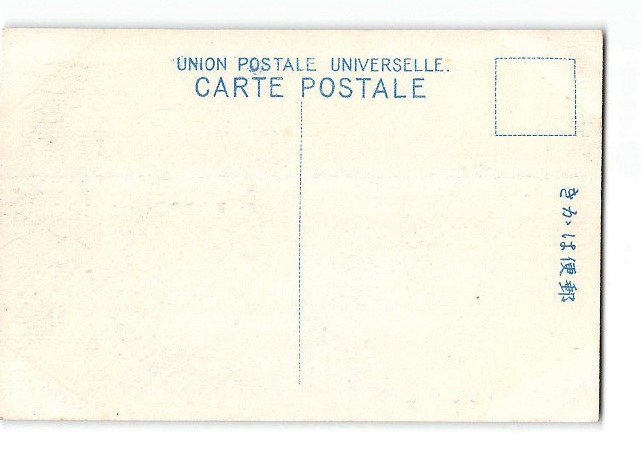 UNION POSTALE UNIVERSELLE.
CARTE POSTALE
きかは便郵